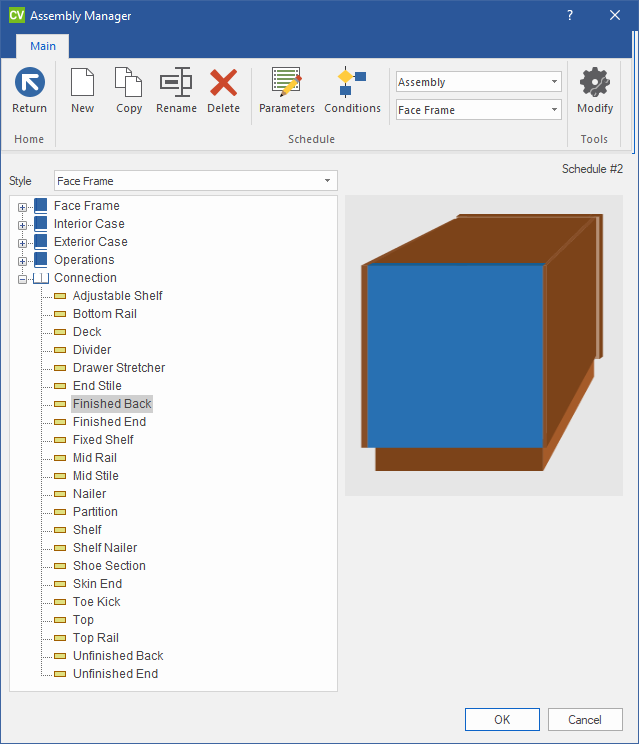 CV Assembly Manager ?
Main
Return New Copy Rename Delete Parameters Conditions Assembly Face Frame Modify
Home Schedule Tools
Schedule #2
Style Face Frame
Face Frame
Interior Case
Exterior Case
Operations
Connection
Adjustable Shelf
Bottom Rail
Deck
Divider
Drawer Stretcher
End Stile
Finished Back
Finished End
Fixed Shelf
Mid Rail
Mid Stile
Nailer
Partition
Shelf
Shelf Nailer
Shoe Section
Skin End
Toe Kick
Top
Top Rail
Unfinished Back
Unfinished End
OK Cancel